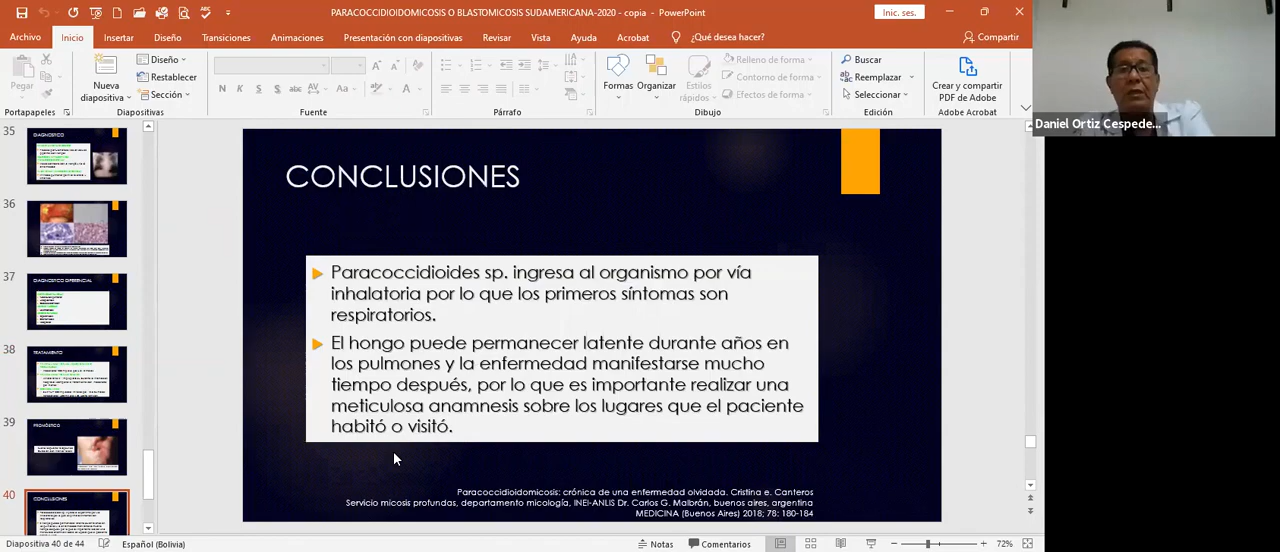 PARACOCCIDIOIDOMICOSIS O BLASTOMICOSIS SUDAMERICANA-2020 - copia - PowerPoint
Inic. ses.
Archivo Inicio Insertar Diseño Transiciones Animaciones Presentación con diapositivas Revisar Vista Ayuda Acrobat ¿Qué desea hacer? Compartir
Pegar
Nueva diapositiva
Diseño
Restablecer
Sección
N K S S
Formas Organizar Estilos rápidos
Relleno de forma
Contorno de forma
Efectos de forma
Buscar
Reemplazar
Seleccionar
Crear y compartir PDF de Adobe
Portapapeles Diapositivas Fuente Párrafo Dibujo Edición Adobe Acrobat
Daniel Ortiz Cespede...
35
DIAGNOSTICO
36
37
DIAGNOSTICO DIFERENCIAL
38
TRATAMIENTO
39
PRONÓSTICO
40
CONCLUSIONES
CONCLUSIONES
Paracoccidioides sp. ingresa al organismo por vía
inhalatoria por lo que los primeros síntomas son
respiratorios.
El hongo puede permanecer latente durante años en
los pulmones y la enfermedad manifestarse mucho
tiempo después, por lo que es importante realizar una
meticulosa anamnesis sobre los lugares que el paciente
habitó o visitó.
Paracoccidioidomicosis: crónica de una enfermedad olvidada. Cristina e. Canteros
Servicio micosis profundas, departamento micología, INEI-ANLIS Dr. Carlos G. Malbrán, buenos aires, argentina
MEDICINA (Buenos Aires) 2018; 78: 180-184
Diapositiva 40 de 44 Español (Bolivia) Notas Comentarios 72%